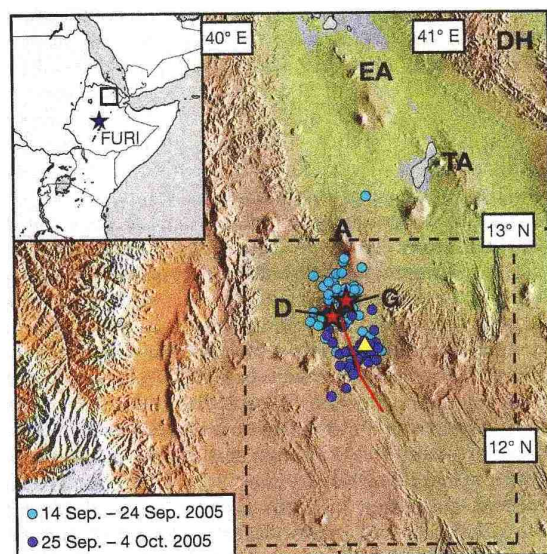 40° E
41° E
DH
EA
FURI
TA
13° N
A
D
G
12° N
14 Sep. – 24 Sep. 2005
25 Sep. – 4 Oct. 2005